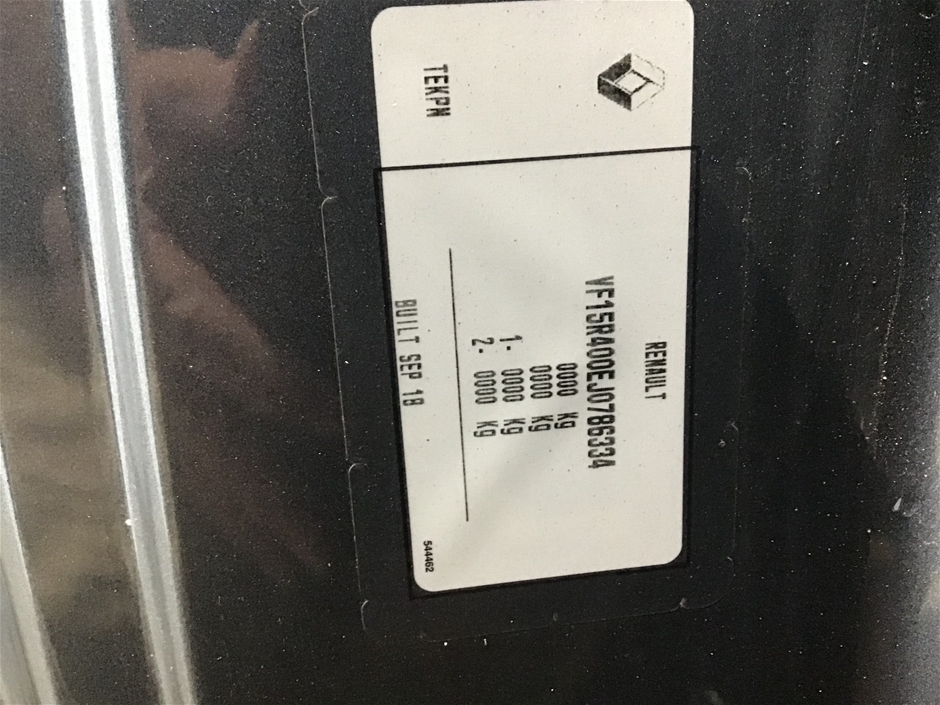 RENAULT
VF15R400EJ0786334
0000 Kg
0000 Kg
1- 0000 Kg
2- 0000 Kg
BUILT SEP 18
TEKPN
544462